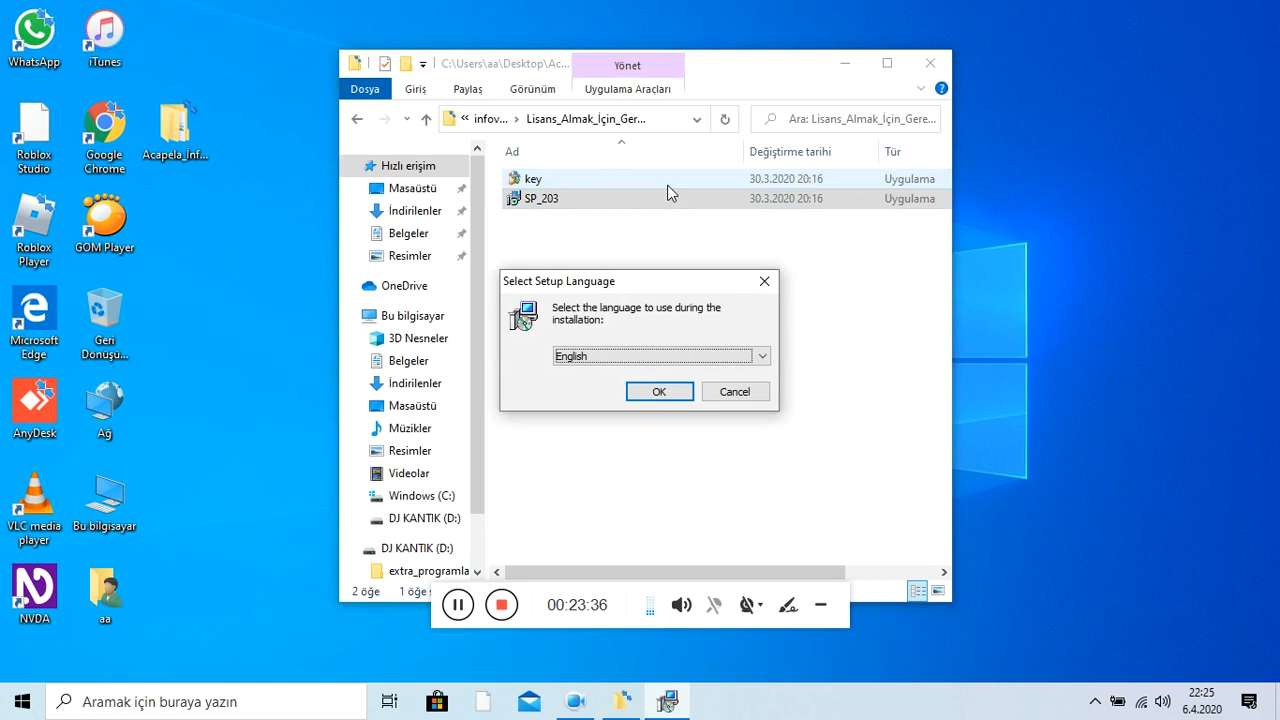 WhatsApp
iTunes
Roblox
Studio
Google
Chrome
Acapela_İnf...
Roblox
Player
GOM Player
Microsoft
Edge
Geri
Dönüşü...
AnyDesk
Ağ
VLC media
player
Bu bilgisayar
NVDA
aa
C:\Users\aa\Desktop\Ac...
Yönet
Dosya
Giriş
Paylaş
Görünüm
Uygulama Araçları
infov...
Lisans_Almak_İçin_Ger...
Ara: Lisans_Almak_İçin_Gere...
Hızlı erişim
Masaüstü
İndirilenler
Belgeler
Resimler
OneDrive
Bu bilgisayar
3D Nesneler
Belgeler
İndirilenler
Masaüstü
Müzikler
Resimler
Videolar
Windows (C:)
DJ KANTIK (D:)
DJ KANTIK (D:)
extra_programla
Ad
Değiştirme tarihi
Tür
key
30.3.2020 20:16
Uygulama
SP_203
30.3.2020 20:16
Uygulama
Select Setup Language
Select the language to use during the
installation:
English
OK
Cancel
2 öğe
1 öğe s
00:23:36
Aramak için buraya yazın
22:25
6.4.2020